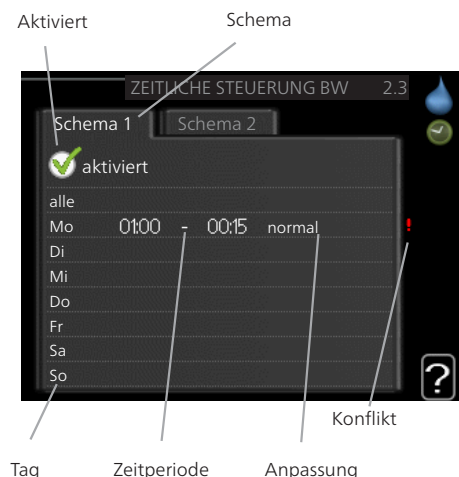 Aktiviert Schema
ZEITLICHE STEUERUNG BW 2.3
Schema 1 Schema 2
aktiviert
alle
Mo 01:00 - 00:15 normal !
Di
Mi
Do
Fr
Sa
So
?
Konflikt
Tag Zeitperiode Anpassung